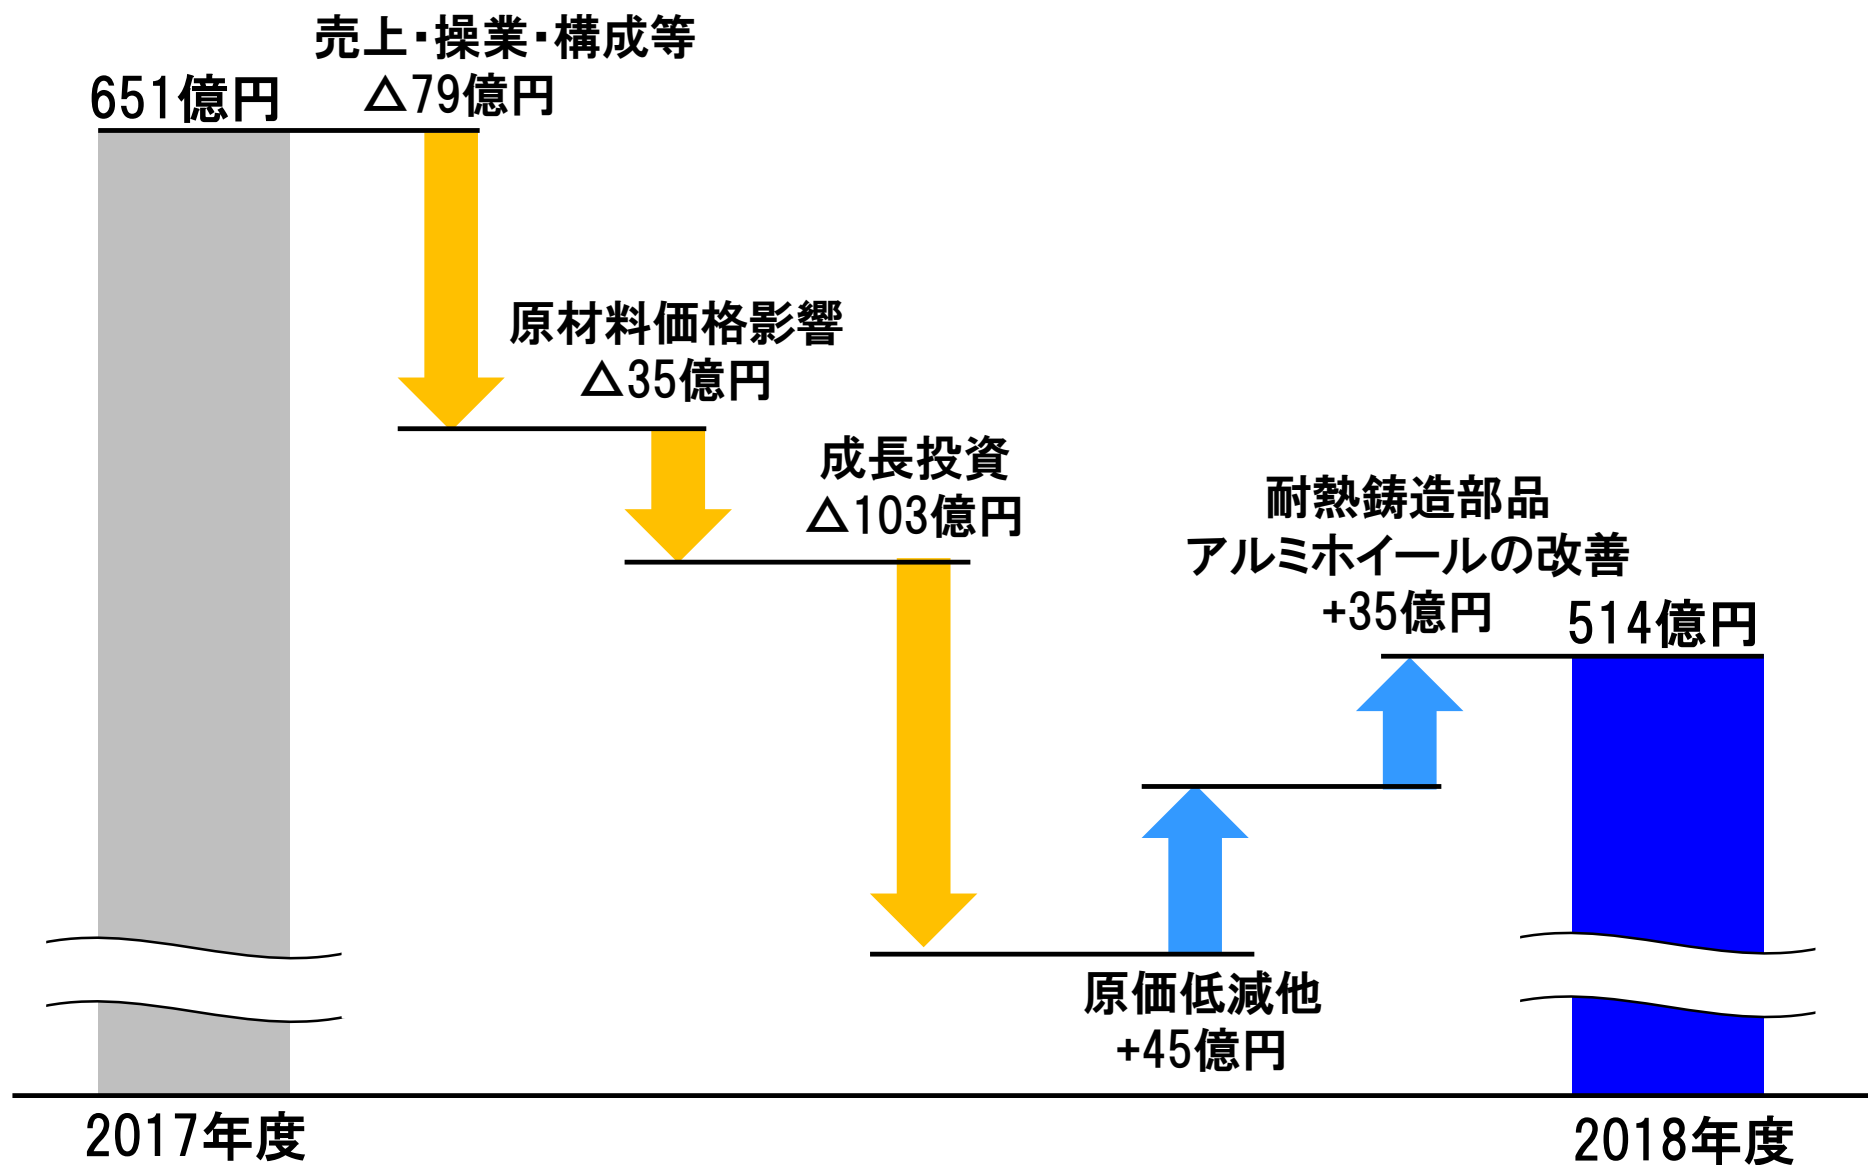 売上・操業・構成等
△79億円
651億円
原材料価格影響
△35億円
成長投資
△103億円
耐熱鋳造部品
アルミホイールの改善
+35億円
514億円
原価低減他
+45億円
2017年度
2018年度